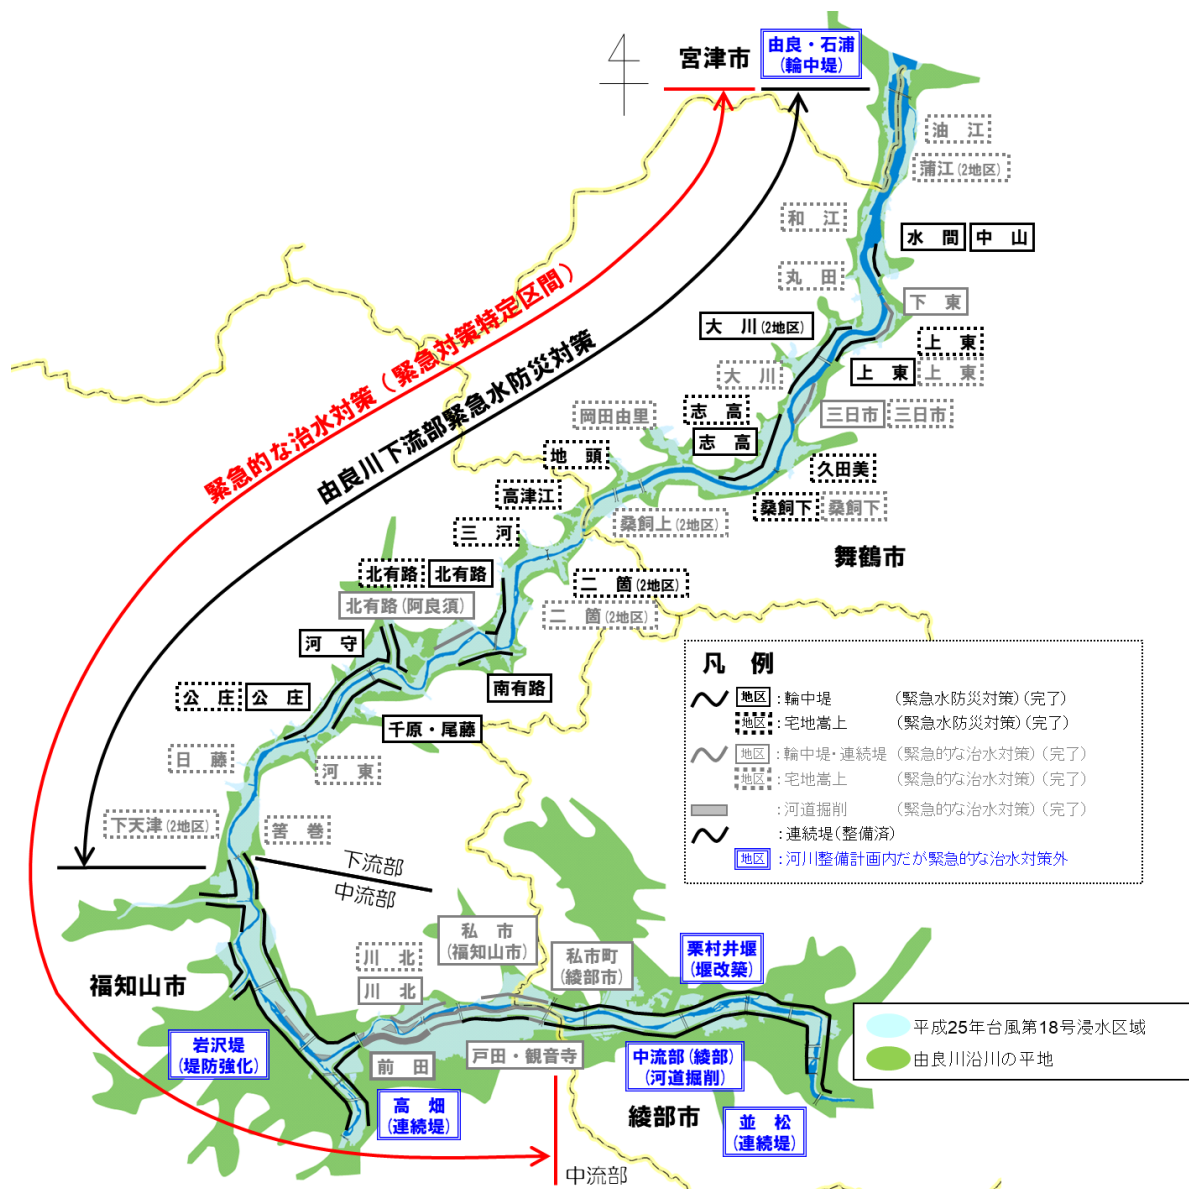 宮津市
由良・石浦
(輪中堤)
油 江
蒲江(2地区)
和 江
水 間
中 山
丸 田
下 東
大 川(2地区)
上 東
上 東
上 東
大 川
三日市
三日市
岡田由里
志 高
志 高
地 頭
久田美
高津江
桑飼下
桑飼下
桑飼上(2地区)
三 河
舞鶴市
緊急的な治水対策(緊急対策特定区間)
由良川下流部緊急水防災対策
北有路
北有路
二 箇(2地区)
北有路(阿良須)
二 箇(2地区)
河 守
南有路
公 庄
公 庄
千原・尾藤
日 藤
河 東
下天津(2地区)
筈 巻
下流部
中流部
凡 例
地区
:輪中堤 (緊急水防災対策)(完了)
地区
:宅地嵩上 (緊急水防災対策)(完了)
地区
:輪中堤・連続堤 (緊急的な治水対策)(完了)
地区
:宅地嵩上 (緊急的な治水対策)(完了)
:河道掘削 (緊急的な治水対策)(完了)
:連続堤(整備済)
地区
:河川整備計画内だが緊急的な治水対策外
私 市
(福知山市)
川 北
川 北
私市町
(綾部市)
栗村井堰
(堰改築)
福知山市
岩沢堤
(堤防強化)
前 田
戸田・観音寺
中流部(綾部)
(河道掘削)
高 畑
(連続堤)
綾部市
並 松
(連続堤)
平成25年台風第18号浸水区域
由良川沿川の平地
中流部